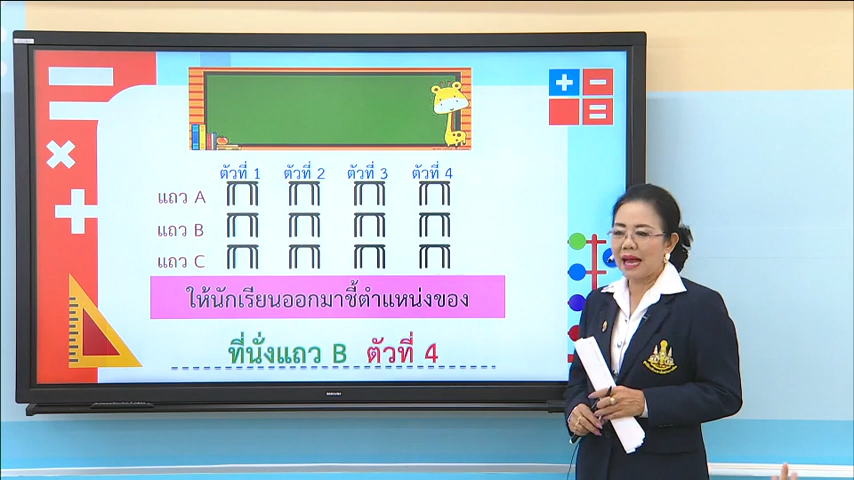 ตัวที่ 1 ตัวที่ 2 ตัวที่ 3 ตัวที่ 4
แถว A
แถว B
แถว C
ให้นักเรียนออกมาชี้ตำแหน่งของ
ที่นั่งแถว B ตัวที่ 4